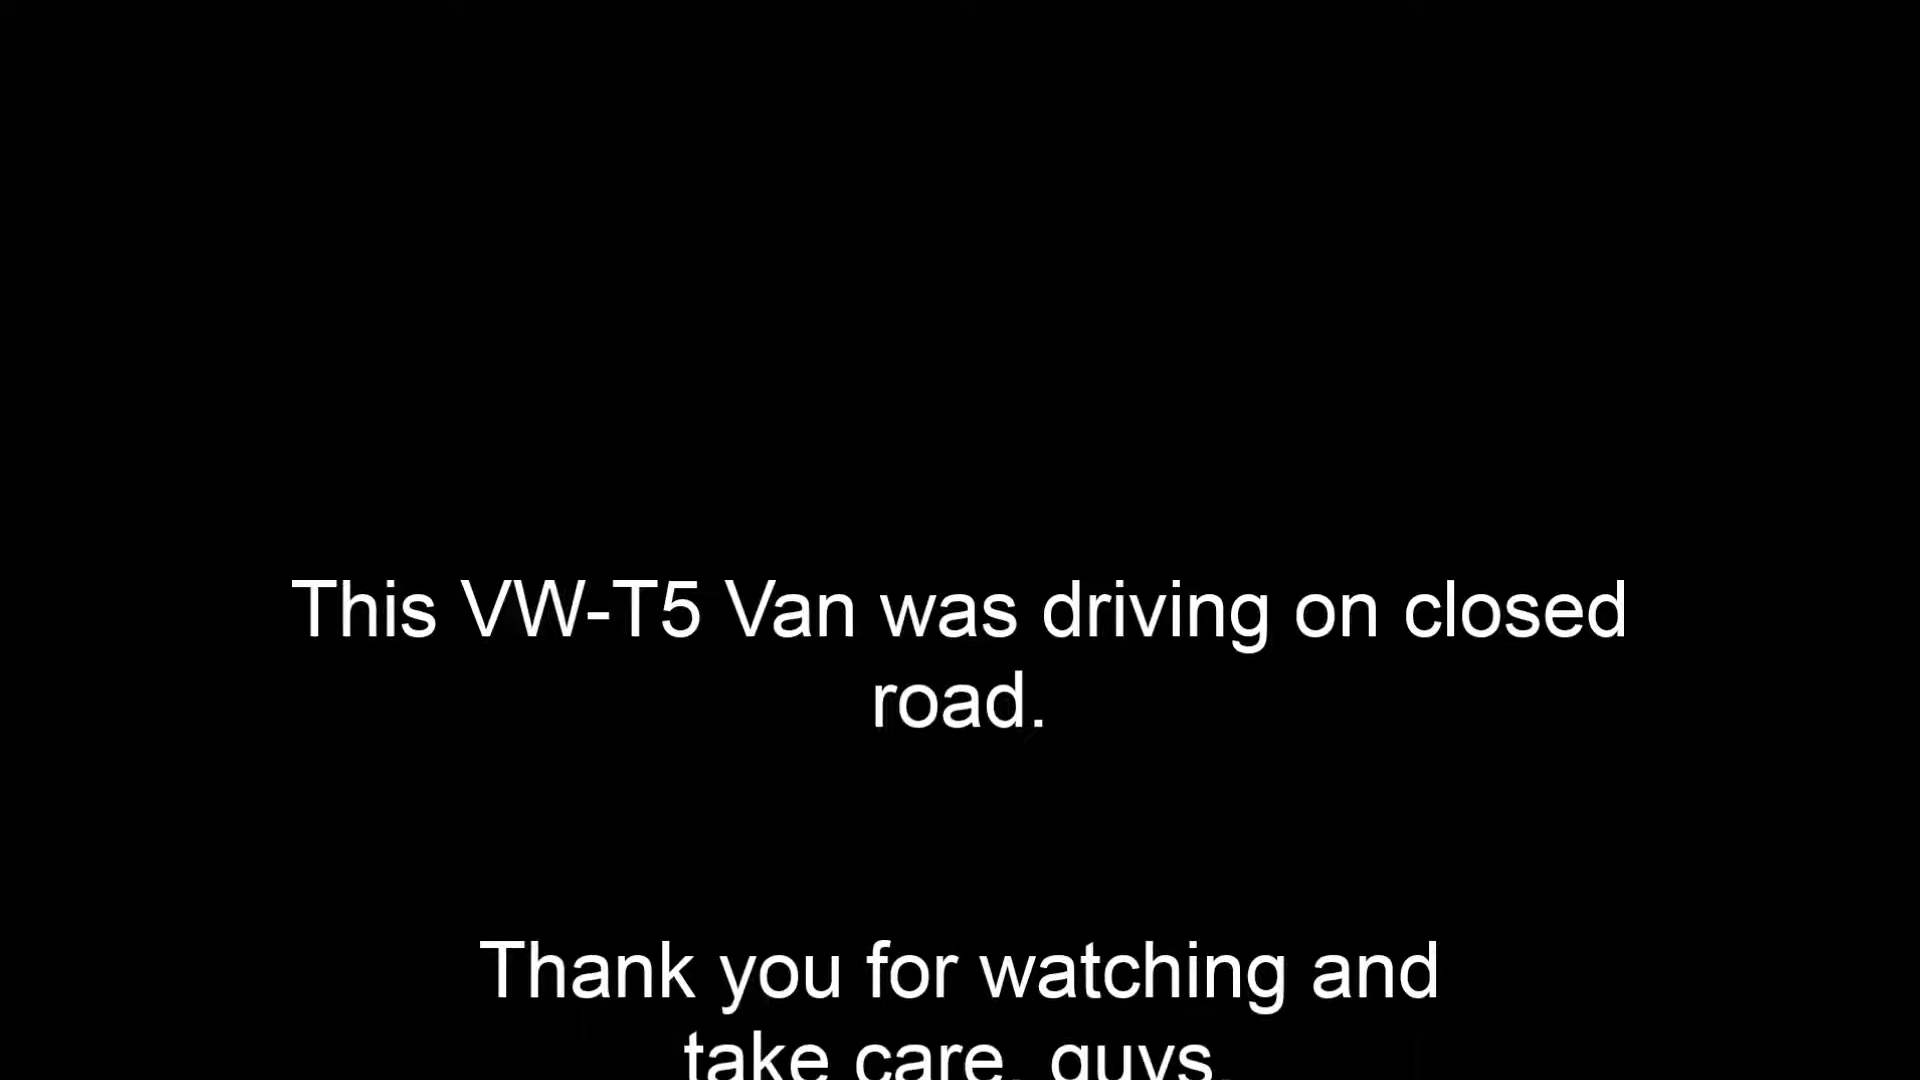 This VW-T5 Van was driving on closed
road.
Thank you for watching and
take care, guys.